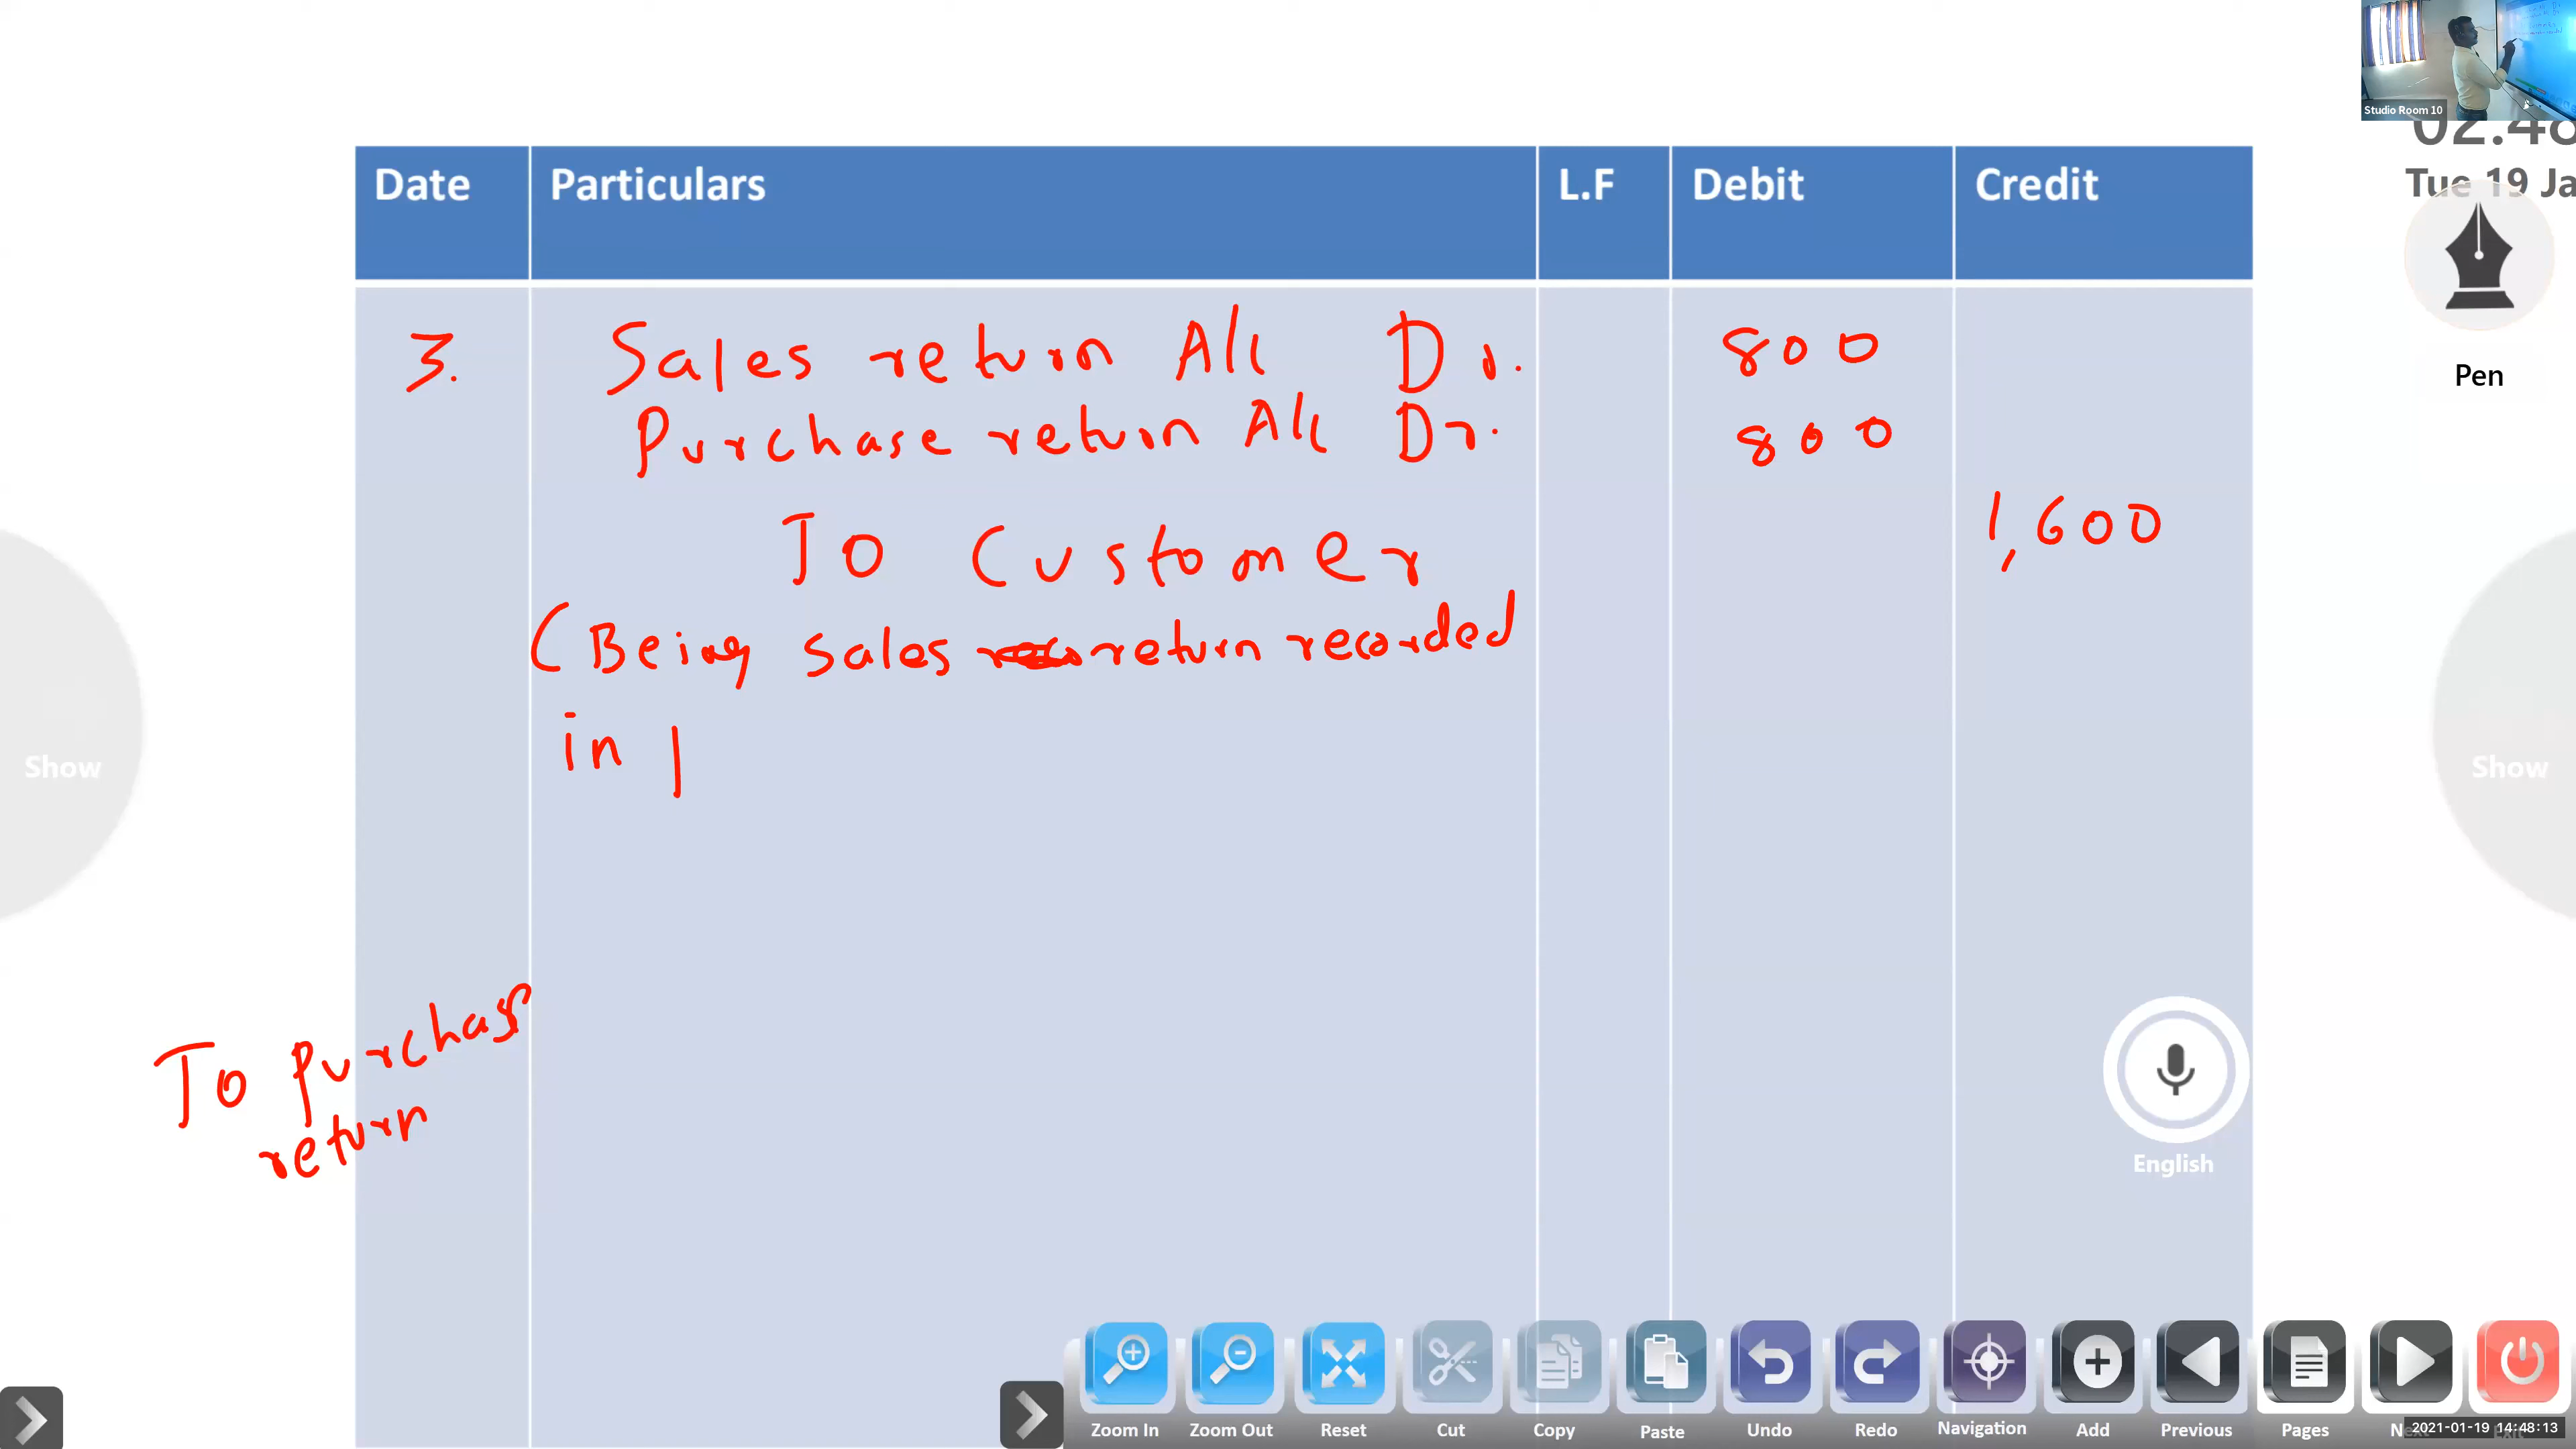 Studio Room 10
02:48
Tue 19 Ja
Date Particulars L.F Debit Credit
Pen
3. Sales return A/c Dr. 800
Purchase return A/c Dr. 800
To Customer 1,600
(Being sales return recorded
in
Show
Show
To purchase
return
English
Zoom In Zoom Out Reset Cut Copy Paste Undo Redo Navigation Add Previous Pages
2021-01-19 14:48:13